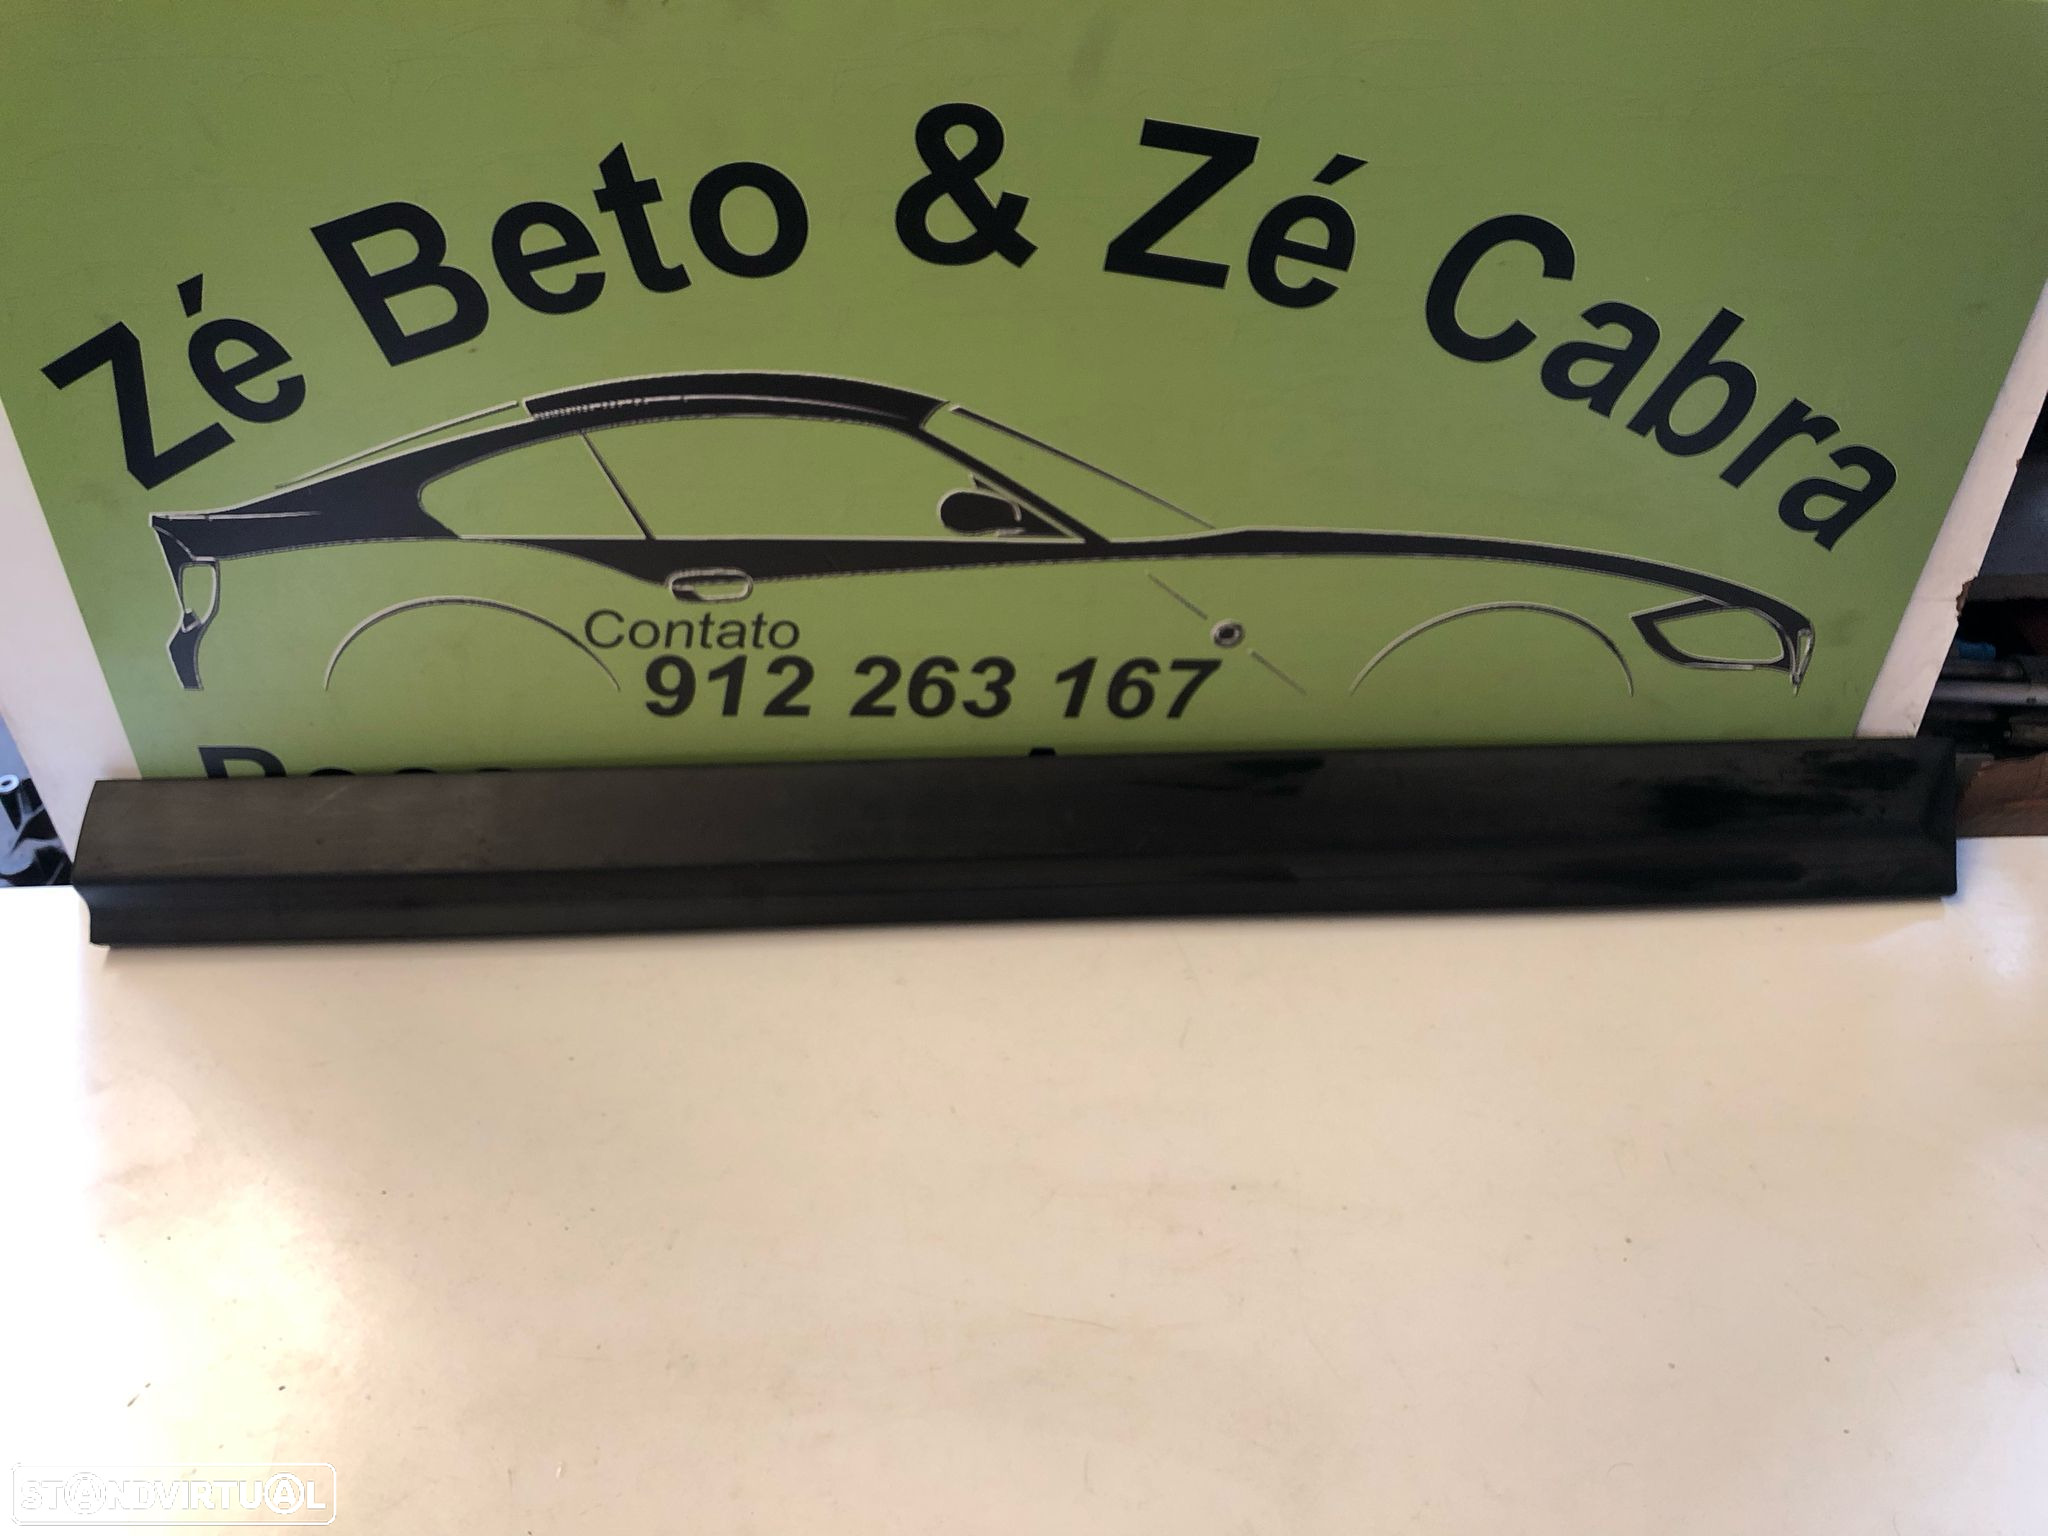 Zé Beto & Zé Cabra
Contato
912 263 167
STANDVIRTUAL